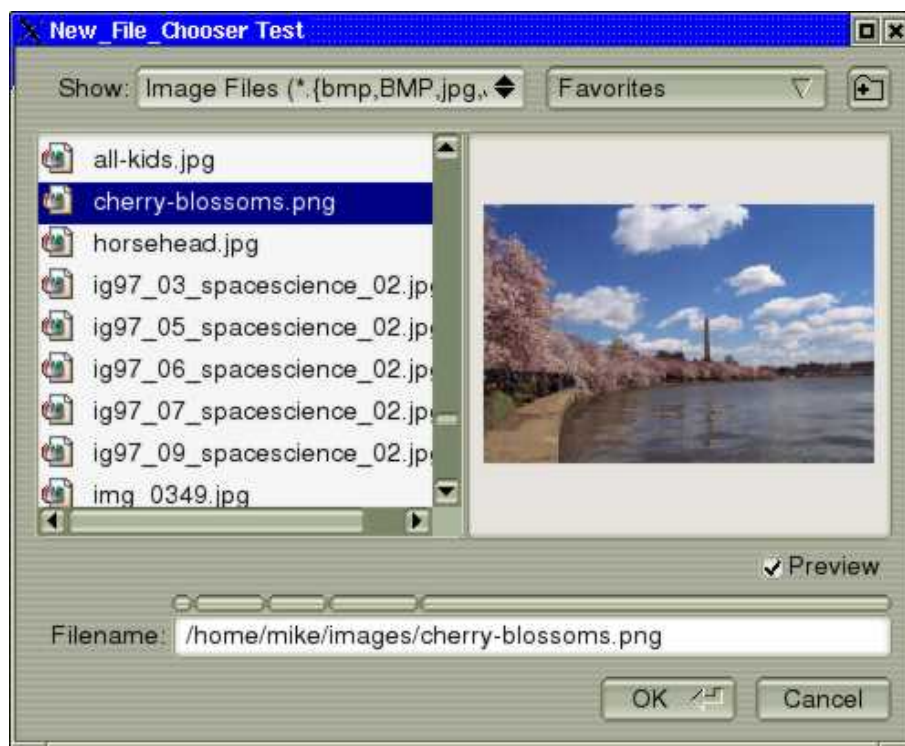 New_File_Chooser Test
Show: Image Files (*.{bmp,BMP,jpg, Favorites
all-kids.jpg
cherry-blossoms.png
horsehead.jpg
ig97_03_spacescience_02.jp
ig97_05_spacescience_02.jp
ig97_06_spacescience_02.jp
ig97_07_spacescience_02.jp
ig97_09_spacescience_02.jp
img_0349.jpg
Preview
Filename: /home/mike/images/cherry-blossoms.png
OK Cancel